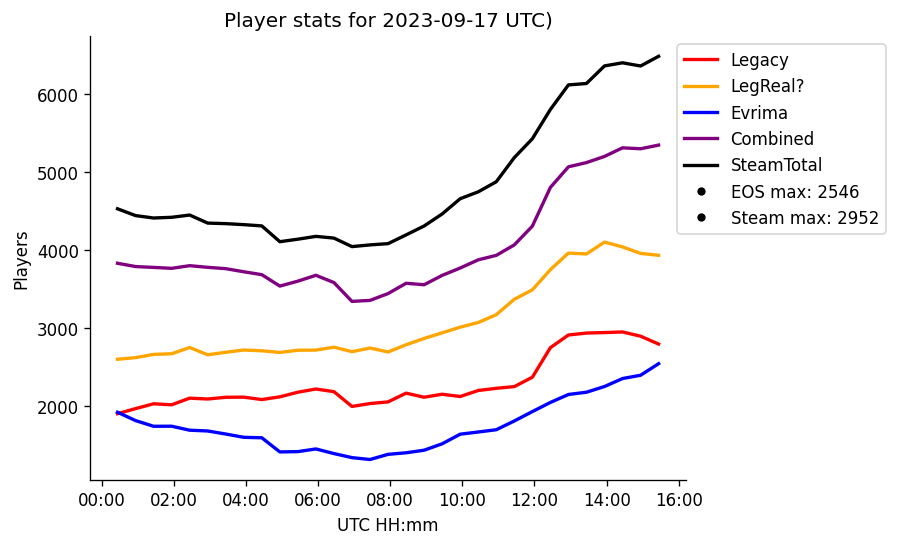 Player stats for 2023-09-17 UTC)
Legacy
LegReal?
Evrima
Combined
SteamTotal
EOS max: 2546
Steam max: 2952
Players
6000
5000
4000
3000
2000
00:00 02:00 04:00 06:00 08:00 10:00 12:00 14:00 16:00
UTC HH:mm